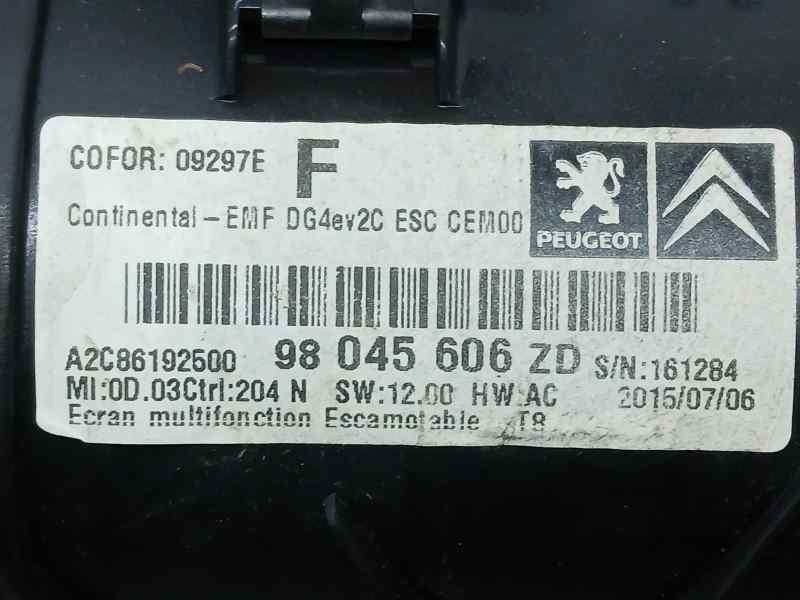 COFOR: 09297E F
Continental-EMF DG4ev2C ESC CEM00
PEUGEOT
A2C86192500 98 045 606 ZD S/N:161284
MI:0D.03Ctrl:204 N SW:12.00 HW:AC 2015/07/06
Ecran multifonction Escamotable T8